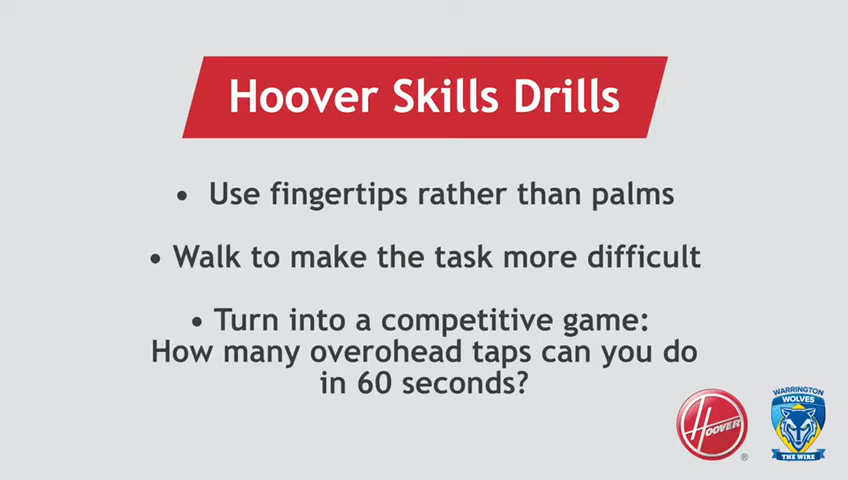 Hoover Skills Drills
• Use fingertips rather than palms
• Walk to make the task more difficult
• Turn into a competitive game:
How many overohead taps can you do
in 60 seconds?
HOOVER
®
WARRINGTON
WOLVES
THE WIRE